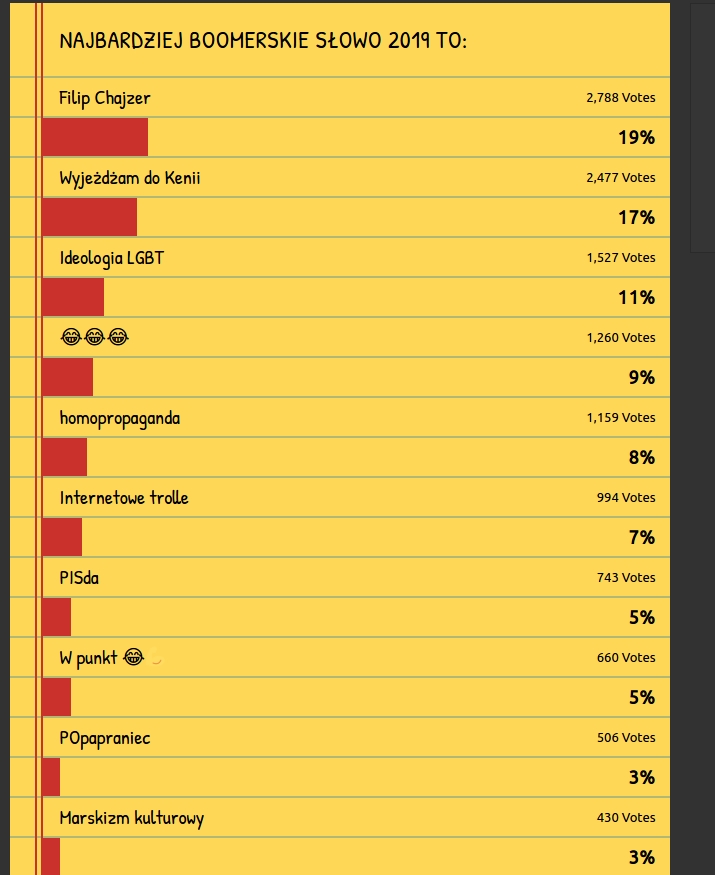 NAJBARDZIEJ BOOMERSKIE SŁOWO 2019 TO:
Filip Chajzer 2,788 Votes
19%
Wyjeżdżam do Kenii 2,477 Votes
17%
Ideologia LGBT 1,527 Votes
11%
😂😂😂 1,260 Votes
9%
homopropaganda 1,159 Votes
8%
Internetowe trolle 994 Votes
7%
PISda 743 Votes
5%
W punkt 😂 660 Votes
5%
POpapraniec 506 Votes
3%
Marskizm kulturowy 430 Votes
3%